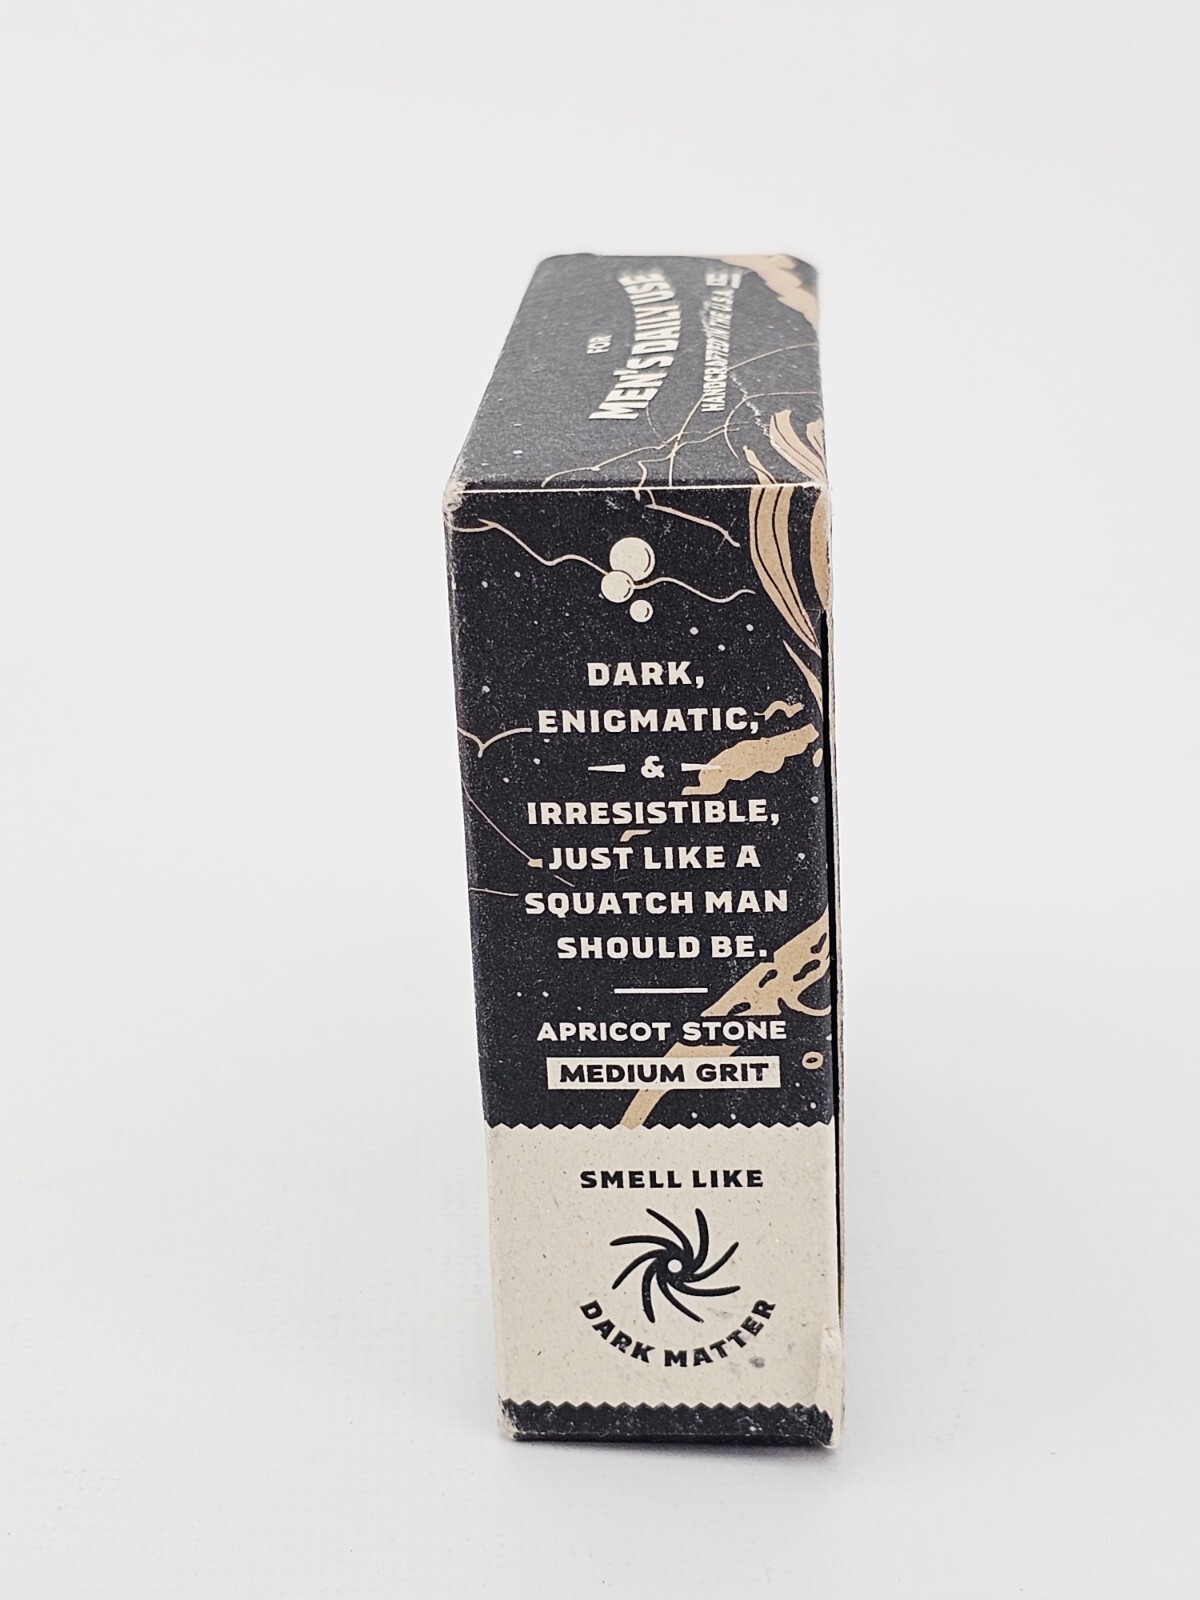 FOR
MEN'S DAILY USE
HANDCRAFTED IN THE U.S.A.
DARK,
ENIGMATIC,
&
IRRESISTIBLE,
JUST LIKE A
SQUATCH MAN
SHOULD BE.
APRICOT STONE
MEDIUM GRIT
SMELL LIKE
DARK MATTER